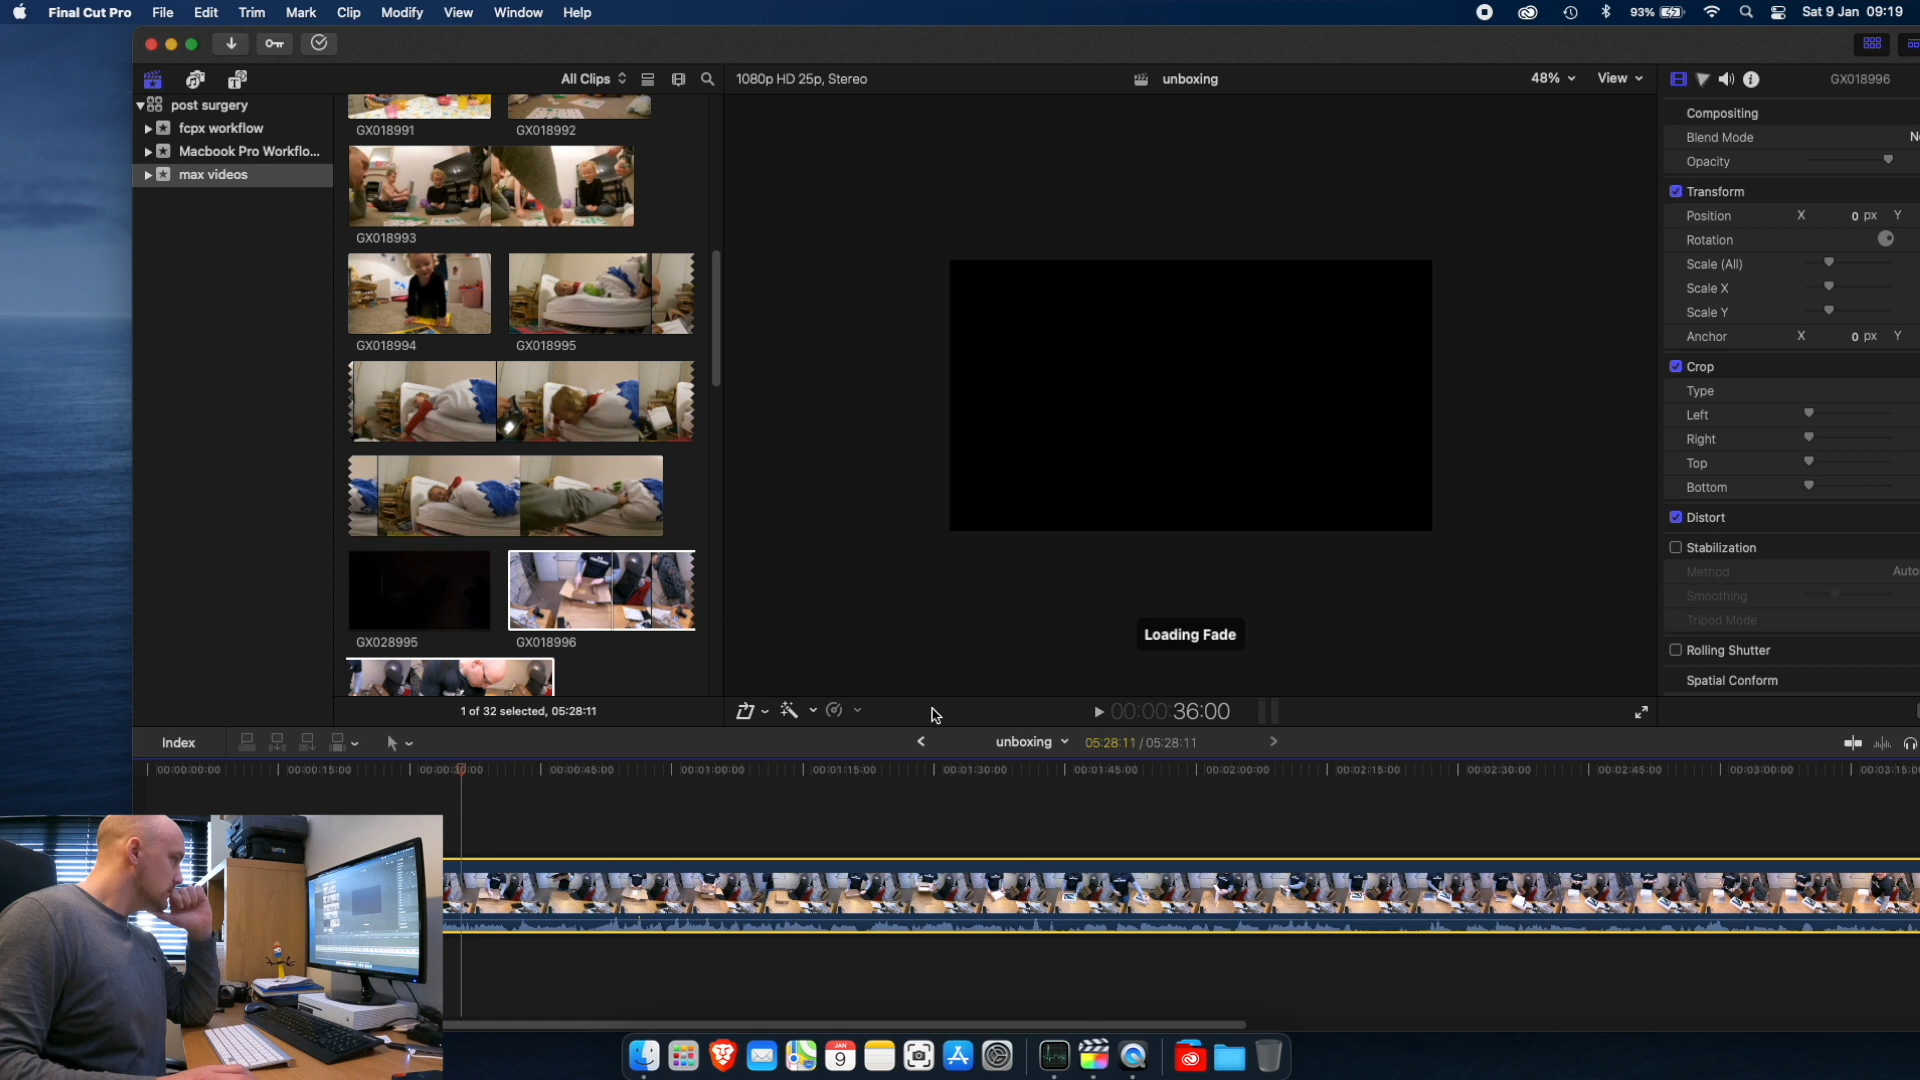 Final Cut Pro File Edit Trim Mark Clip Modify View Window Help 93% Sat 9 Jan 09:19
All Clips 1080p HD 25p, Stereo unboxing 48% View GX018996
post surgery
fcpx workflow
Macbook Pro Workflo...
max videos
GX018991 GX018992
GX018993
GX018994 GX018995
GX028995 GX018996
1 of 32 selected, 05:28:11
Loading Fade
00:00:36:00
Compositing
Blend Mode
Opacity
Transform
Position X 0 px Y
Rotation
Scale (All)
Scale X
Scale Y
Anchor X 0 px Y
Crop
Type
Left
Right
Top
Bottom
Distort
Stabilization
Method Auto
Smoothing
Tripod Mode
Rolling Shutter
Spatial Conform
Index unboxing 05:28:11 / 05:28:11
00:00:00:00 00:00:15:00 00:00:30:00 00:00:45:00 00:01:00:00 00:01:15:00 00:01:30:00 00:01:45:00 00:02:00:00 00:02:15:00 00:02:30:00 00:02:45:00 00:03:00:00 00:03:15:00
JAN
9